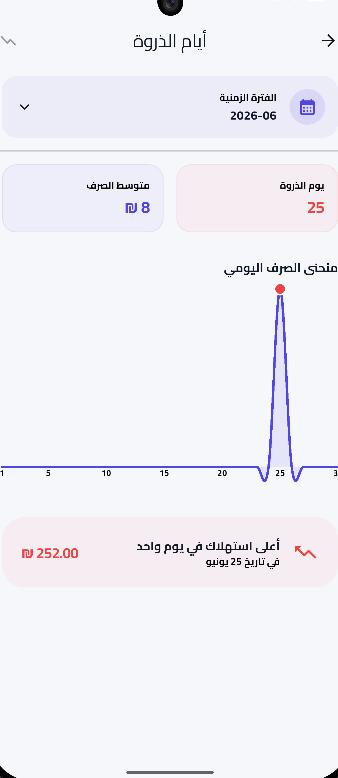 أيام الذروة
الفترة الزمنية
2026-06
يوم الذروة
25
متوسط الصرف
8 ₪
منحنى الصرف اليومي
1 5 10 15 20 25 3
أعلى استهلاك في يوم واحد
في تاريخ 25 يونيو
252.00 ₪